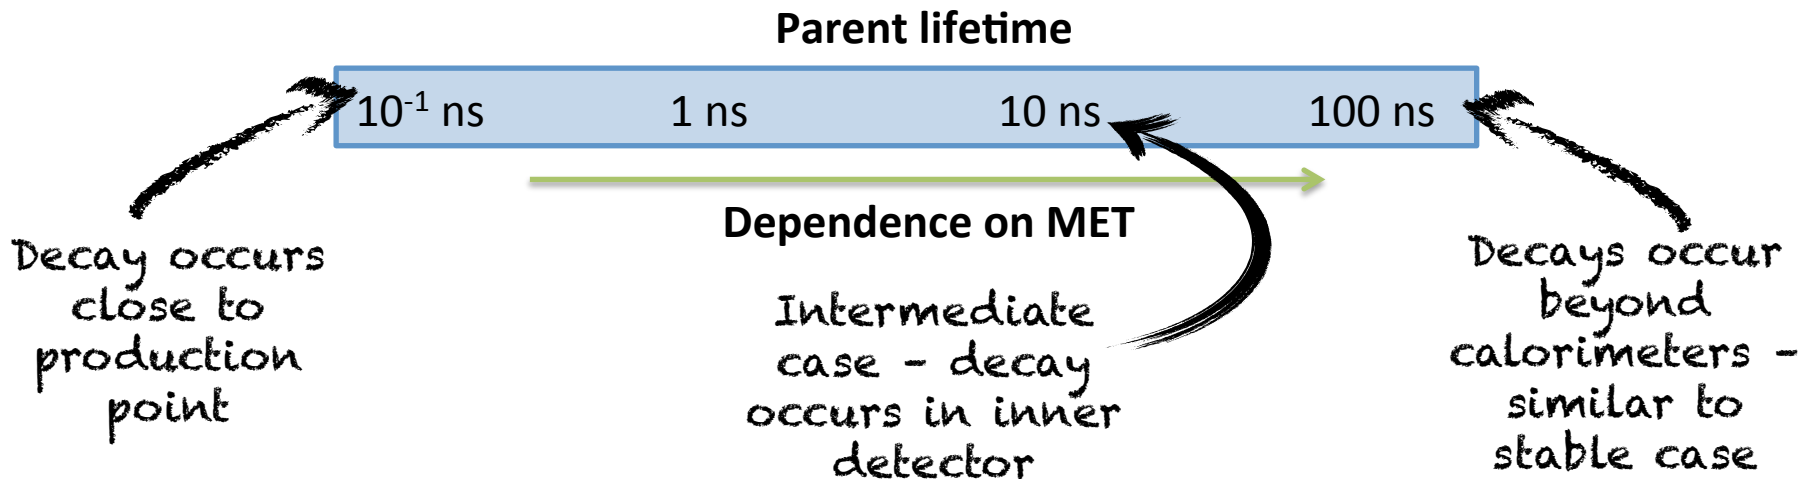 Parent lifetime
10⁻¹ ns 1 ns 10 ns 100 ns
Dependence on MET
Decay occurs
close to
production
point
Intermediate
case - decay
occurs in inner
detector
Decays occur
beyond
calorimeters -
similar to
stable case